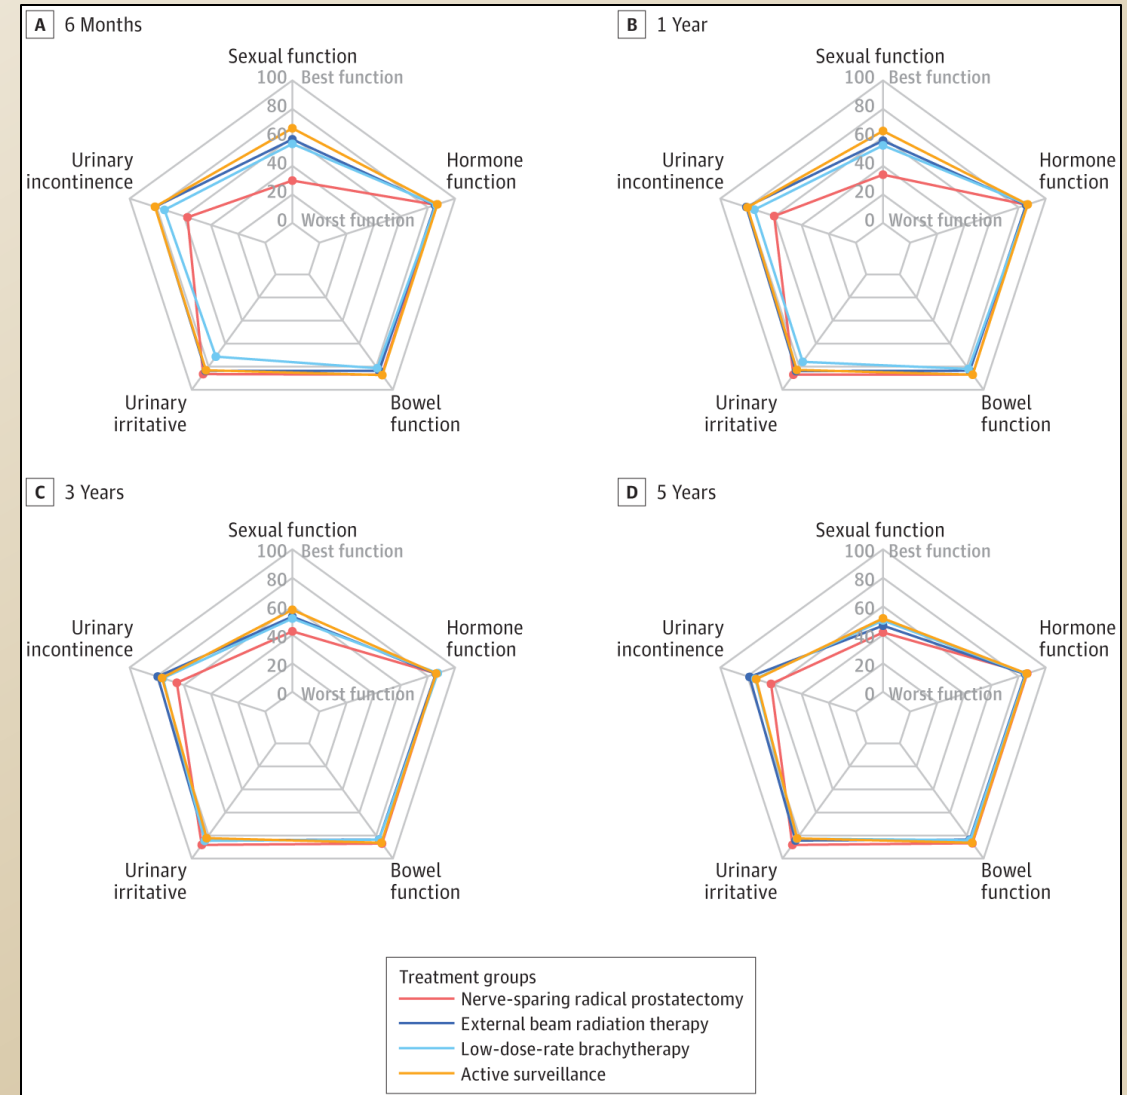 A 6 Months
Sexual function
100 Best function
80
60
40
20
0 Worst function
Urinary
incontinence
Hormone
function
Urinary
irritative
Bowel
function
B 1 Year
Sexual function
100 Best function
80
60
40
20
0 Worst function
Urinary
incontinence
Hormone
function
Urinary
irritative
Bowel
function
C 3 Years
Sexual function
100 Best function
80
60
40
20
0 Worst function
Urinary
incontinence
Hormone
function
Urinary
irritative
Bowel
function
D 5 Years
Sexual function
100 Best function
80
60
40
20
0 Worst function
Urinary
incontinence
Hormone
function
Urinary
irritative
Bowel
function
Treatment groups
Nerve-sparing radical prostatectomy
External beam radiation therapy
Low-dose-rate brachytherapy
Active surveillance